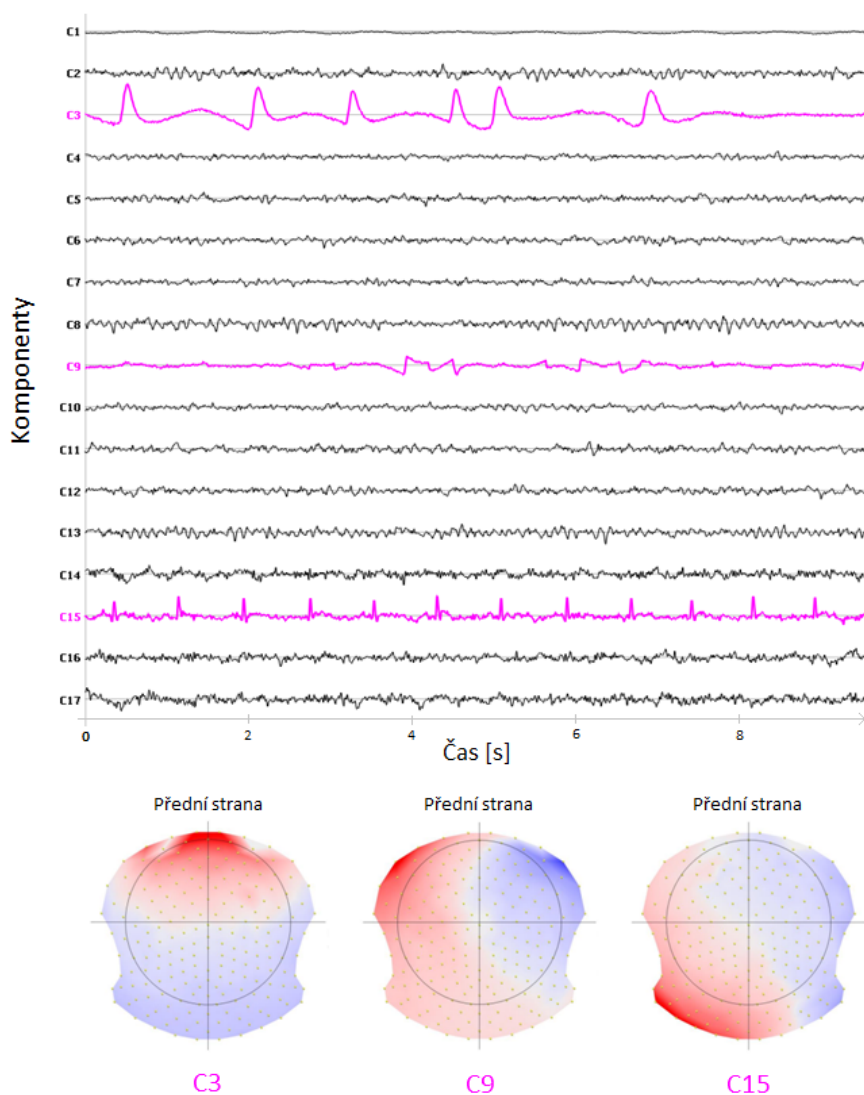 C1
C2
C3
C4
C5
C6
C7
C8
C9
C10
C11
C12
C13
C14
C15
C16
C17
Komponenty
0 2 4 6 8
Čas [s]
Přední strana Přední strana Přední strana
C3 C9 C15